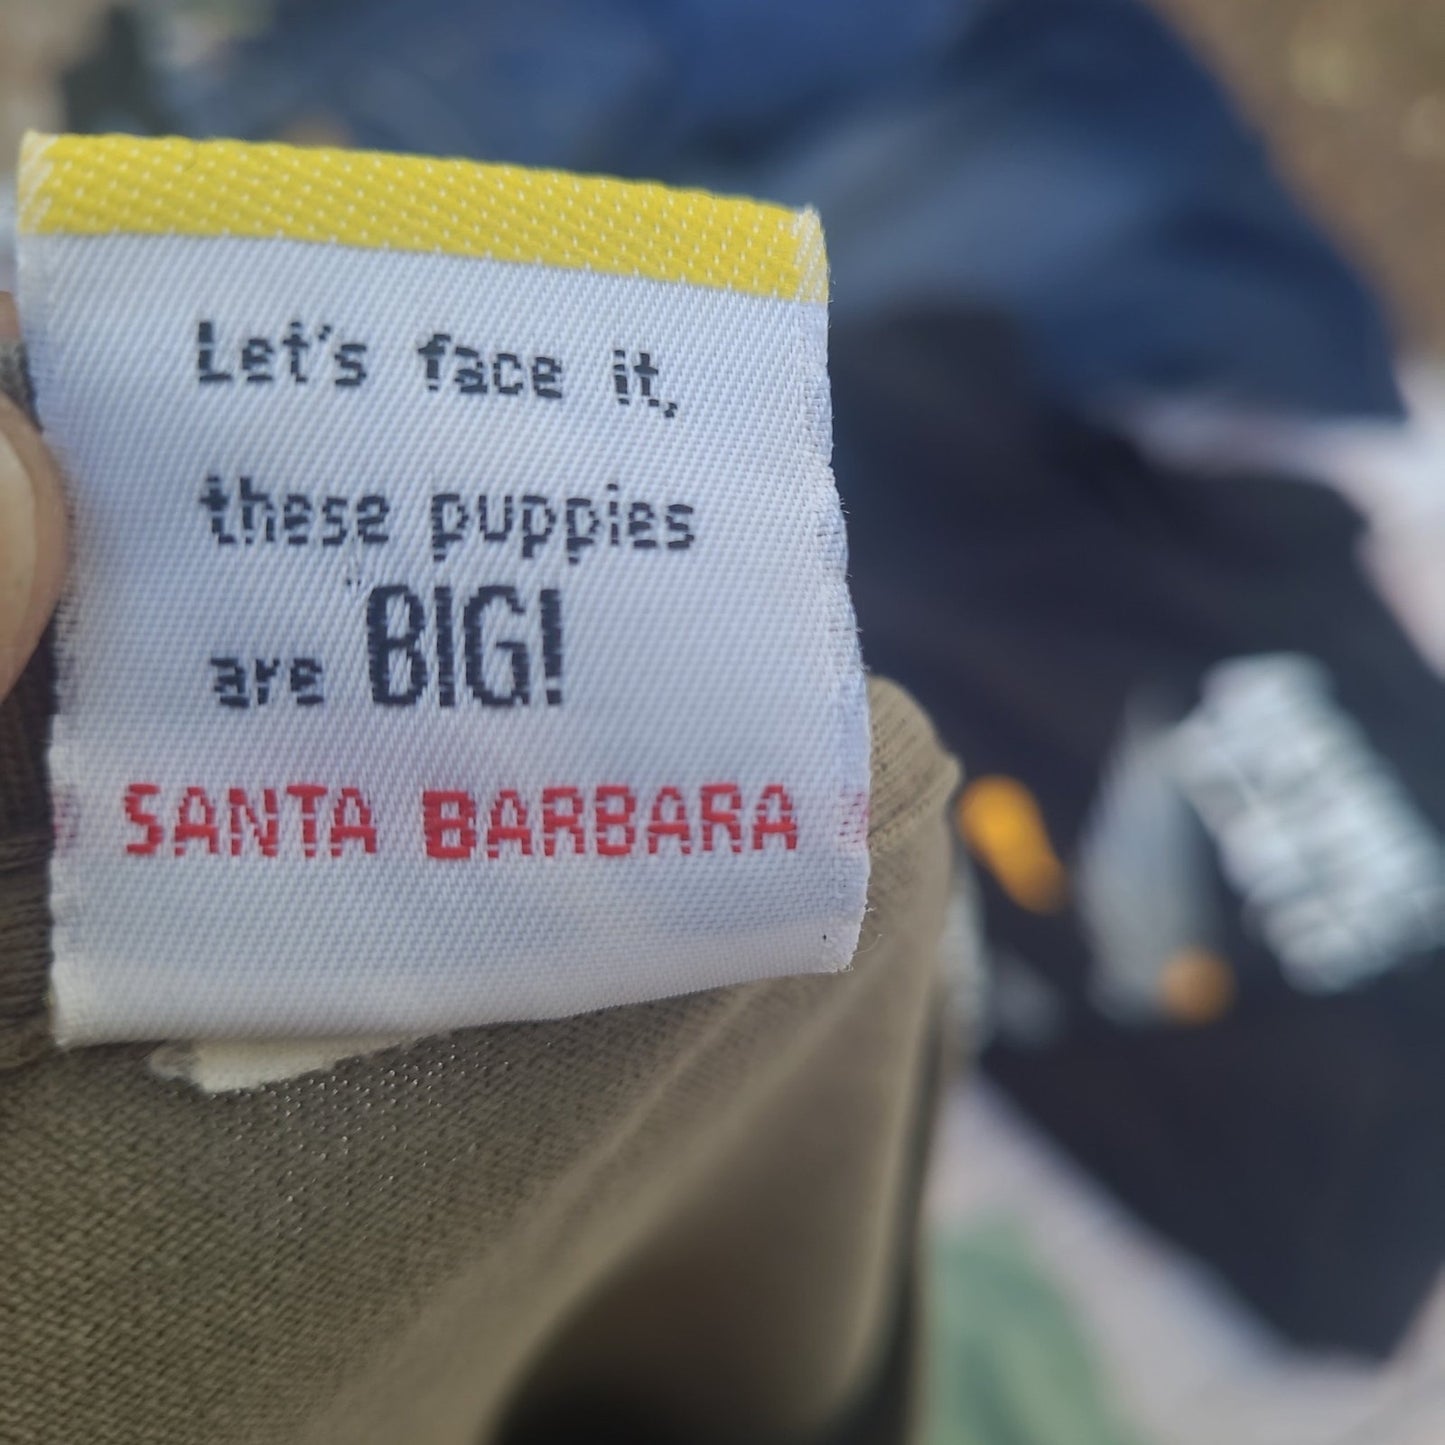 Let's face it,
these puppies
are BIG!
SANTA BARBARA